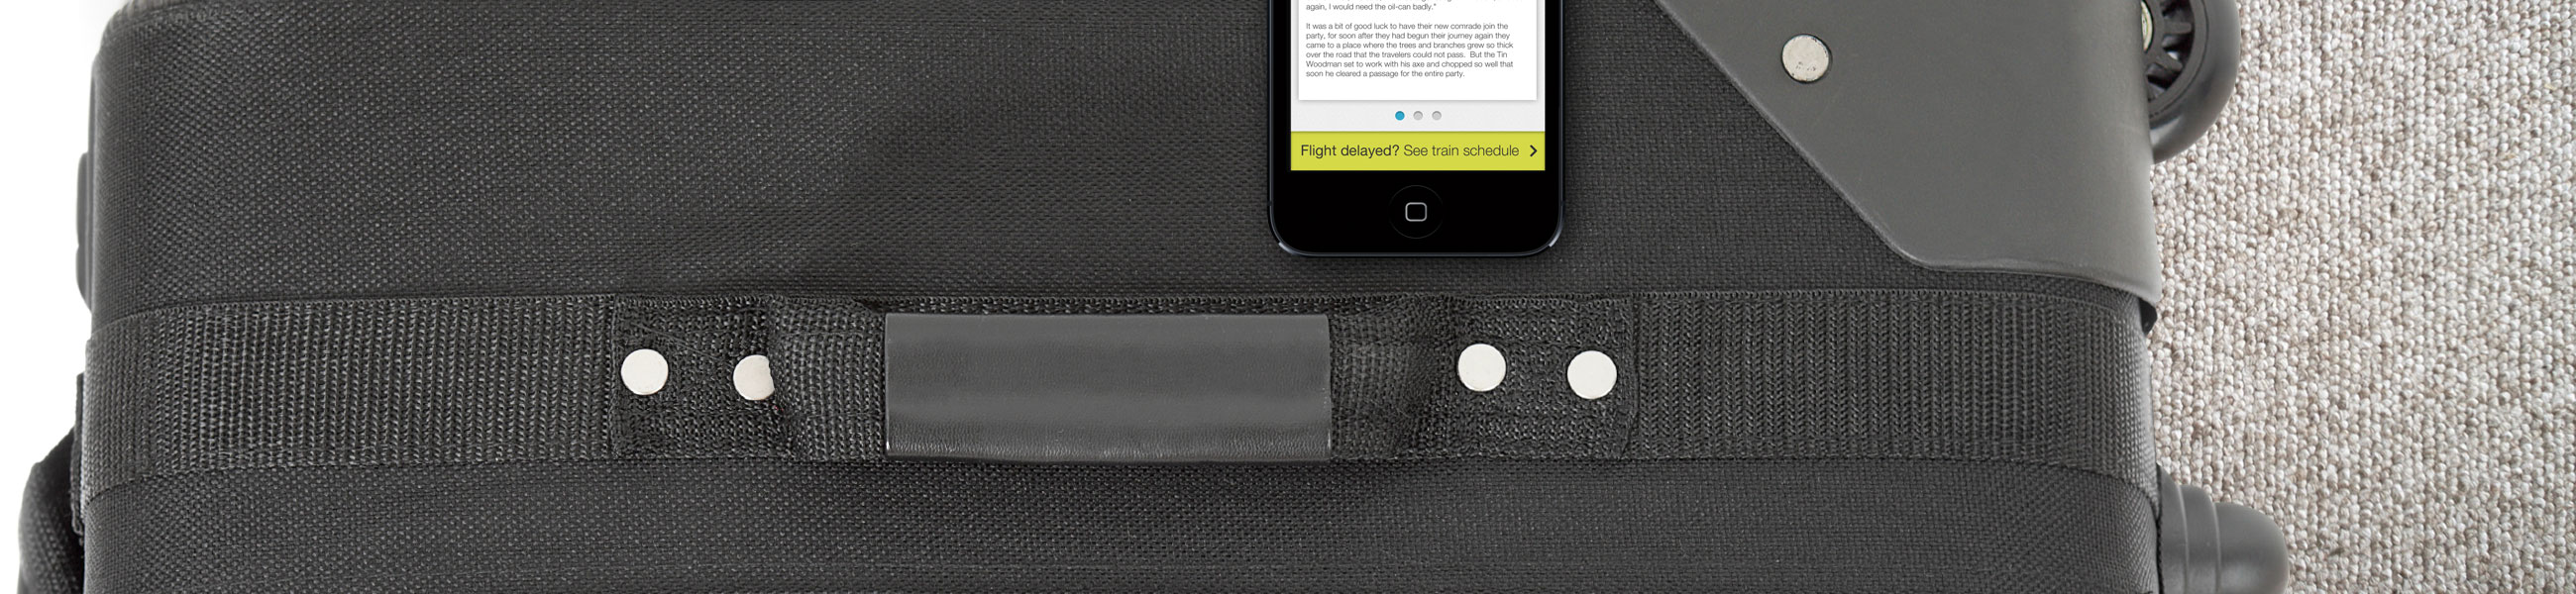 again, I would need the oil-can badly."
It was a bit of good luck to have their new comrade join the
party, for soon after they had begun their journey again they
came to a place where the trees and branches grew so thick
over the road that the travelers could not pass.  But the Tin
Woodman set to work with his axe and chopped so well that
soon he cleared a passage for the entire party.
Flight delayed? See train schedule